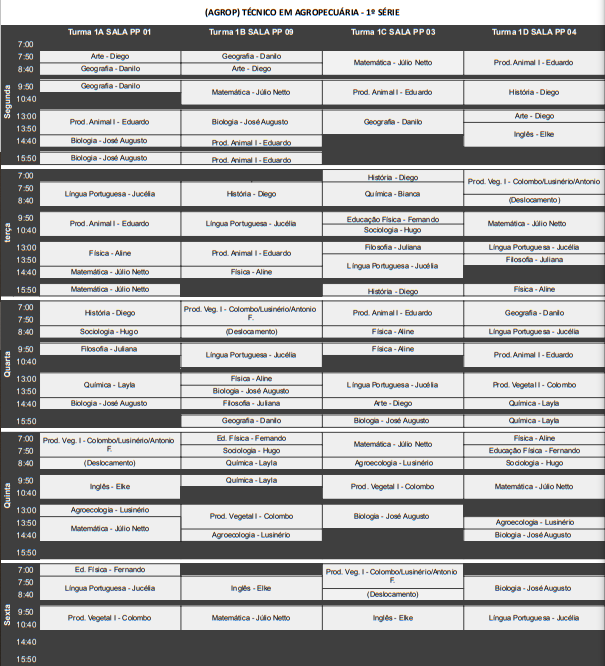 (AGROP) TÉCNICO EM AGROPECUÁRIA - 1º SÉRIE
Turma 1A SALA PP 01 Turma 1B SALA PP 09 Turma 1C SALA PP 03 Turma 1D SALA PP 04
Segunda
7:00
7:50 Arte - Diego Geografia - Danilo Matemática - Júlio Netto Prod. Animal I - Eduardo
8:40 Geografia - Danilo Arte - Diego
9:50 Geografia - Danilo Matemática - Júlio Netto Prod. Animal I - Eduardo História - Diego
10:40
13:00 Prod. Animal I - Eduardo Biologia - José Augusto Geografia - Danilo Arte - Diego
13:50 Inglês - Elke
14:40 Biologia - José Augusto Prod. Animal I - Eduardo
15:50 Biologia - José Augusto Prod. Animal I - Eduardo
terça
7:00 História - Diego Prod. Veg. I - Colombo/Lusinério/Antonio
7:50 Língua Portuguesa - Jucélia História - Diego Química - Bianca
8:40 (Deslocamento)
9:50 Prod. Animal I - Eduardo Língua Portuguesa - Jucélia Educação Física - Fernando Matemática - Júlio Netto
10:40 Sociologia - Hugo
13:00 Física - Aline Prod. Animal I - Eduardo Filosofia - Juliana Língua Portuguesa - Jucélia
13:50 Língua Portuguesa - Jucélia Filosofia - Juliana
14:40 Matemática - Júlio Netto Física - Aline
15:50 Matemática - Júlio Netto História - Diego Física - Aline
Quarta
7:00 História - Diego Prod. Veg. I - Colombo/Lusinério/Antonio F. Prod. Animal I - Eduardo Geografia - Danilo
7:50
8:40 Sociologia - Hugo (Deslocamento) Física - Aline Língua Portuguesa - Jucélia
9:50 Filosofia - Juliana Língua Portuguesa - Jucélia Física - Aline Prod. Animal I - Eduardo
10:40
13:00 Química - Layla Física - Aline Língua Portuguesa - Jucélia Prod. Vegetal I - Colombo
13:50 Biologia - José Augusto
14:40 Biologia - José Augusto Filosofia - Juliana Arte - Diego Química - Layla
15:50 Geografia - Danilo Biologia - José Augusto Química - Layla
Quinta
7:00 Prod. Veg. I - Colombo/Lusinério/Antonio F. Ed. Física - Fernando Matemática - Júlio Netto Física - Aline
7:50 Sociologia - Hugo Educação Física - Fernando
8:40 (Deslocamento) Química - Layla Agroecologia - Lusinério Sociologia - Hugo
9:50 Inglês - Elke Química - Layla Prod. Vegetal I - Colombo Matemática - Júlio Netto
10:40
13:00 Agroecologia - Lusinério Prod. Vegetal I - Colombo Biologia - José Augusto
13:50 Matemática - Júlio Netto Agroecologia - Lusinério
14:40 Agroecologia - Lusinério Biologia - José Augusto
15:50
Sexta
7:00 Ed. Física - Fernando Prod. Veg. I - Colombo/Lusinério/Antonio F.
7:50 Língua Portuguesa - Jucélia Inglês - Elke Biologia - José Augusto
8:40 (Deslocamento)
9:50 Prod. Vegetal I - Colombo Matemática - Júlio Netto Inglês - Elke Língua Portuguesa - Jucélia
10:40
14:40
15:50